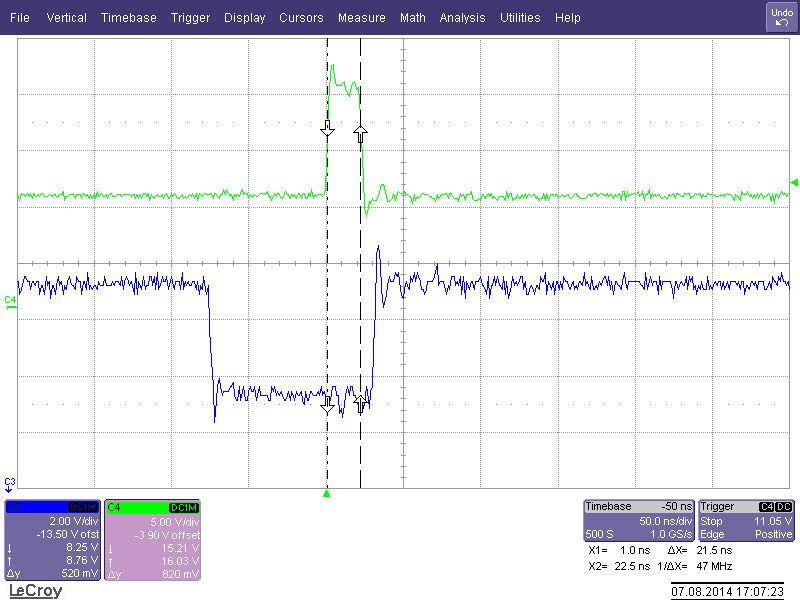 File Vertical Timebase Trigger Display Cursors Measure Math Analysis Utilities Help
Undo
C4
C3
C3 DC1M
2.00 V/div
-13.50 V ofst
8.25 V
8.76 V
Δy 520 mV
C4 DC1M
5.00 V/div
-3.90 V offset
15.21 V
16.03 V
Δy 820 mV
Timebase -50 ns
50.0 ns/div
500 S 1.0 GS/s
Trigger C4 DC
Stop 11.05 V
Edge Positive
X1= 1.0 ns ΔX= 21.5 ns
X2= 22.5 ns 1/ΔX= 47 MHz
LeCroy
07.08.2014 17:07:23